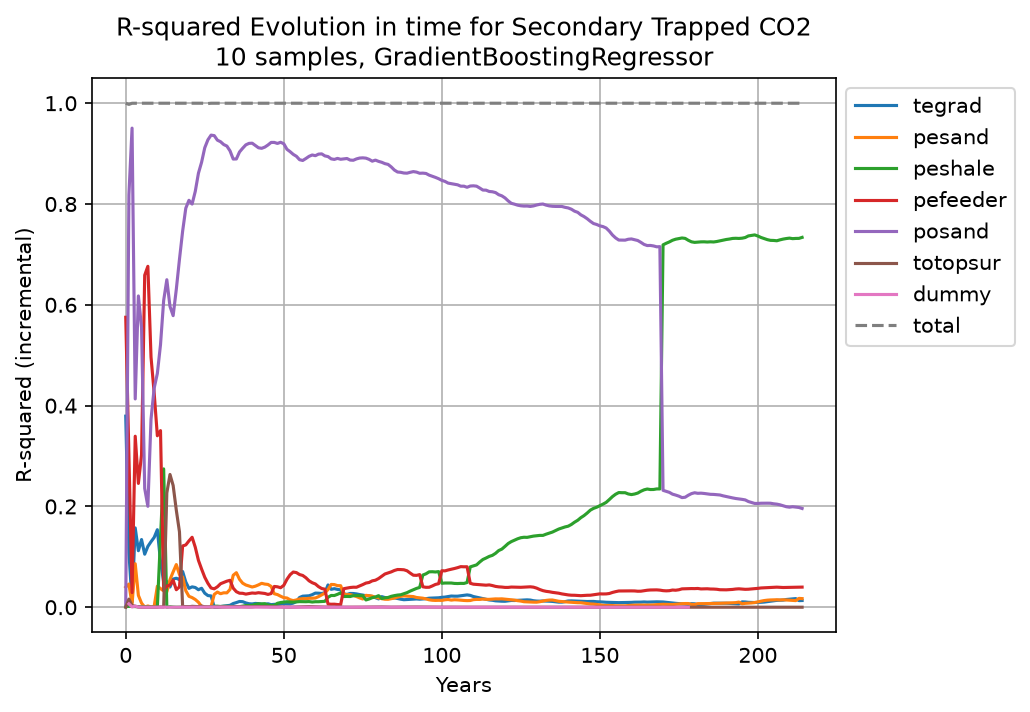 R-squared Evolution in time for Secondary Trapped CO2
10 samples, GradientBoostingRegressor
R-squared (incremental)
1.0
0.8
0.6
0.4
0.2
0.0
0
50
100
150
200
Years
tegrad
pesand
peshale
pefeeder
posand
totopsur
dummy
total